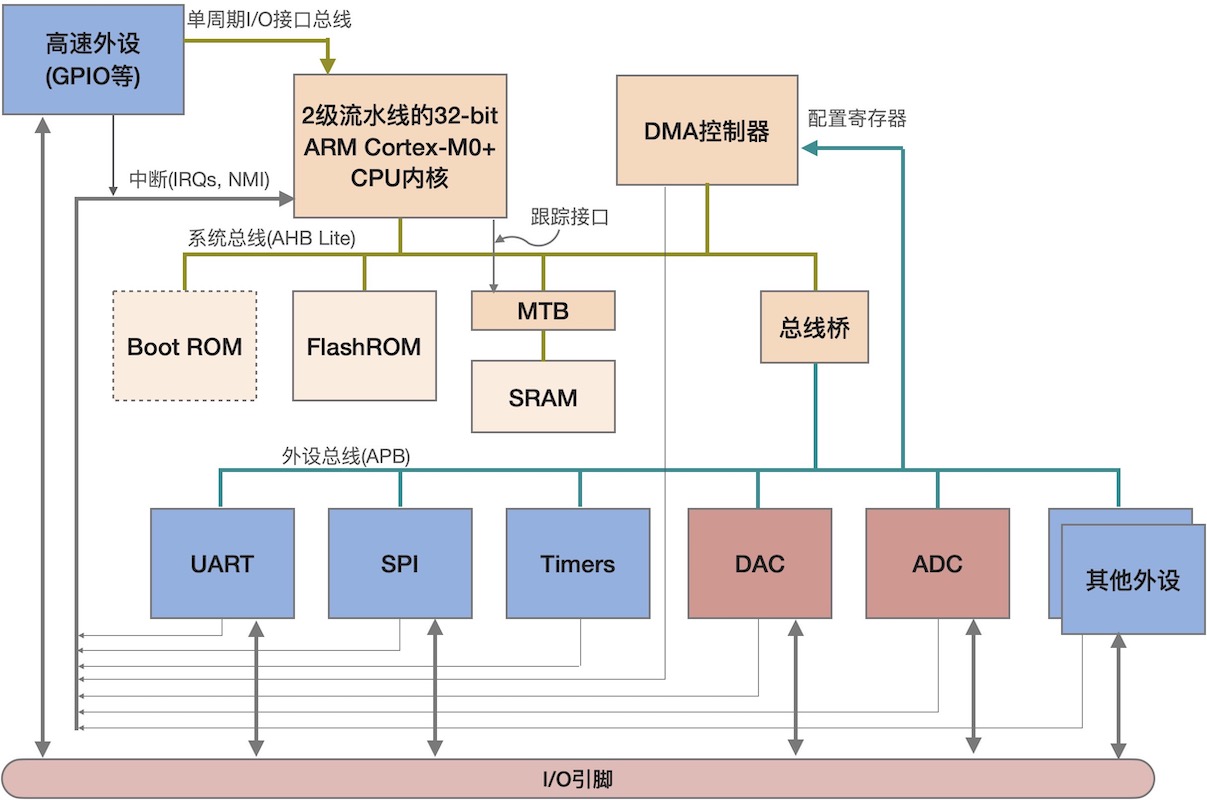 单周期I/O接口总线
高速外设
(GPIO等)
2级流水线的32-bit
ARM Cortex-M0+
CPU内核
DMA控制器
配置寄存器
中断(IRQs, NMI)
跟踪接口
系统总线(AHB Lite)
Boot ROM
FlashROM
MTB
SRAM
总线桥
外设总线(APB)
UART
SPI
Timers
DAC
ADC
其他外设
I/O引脚